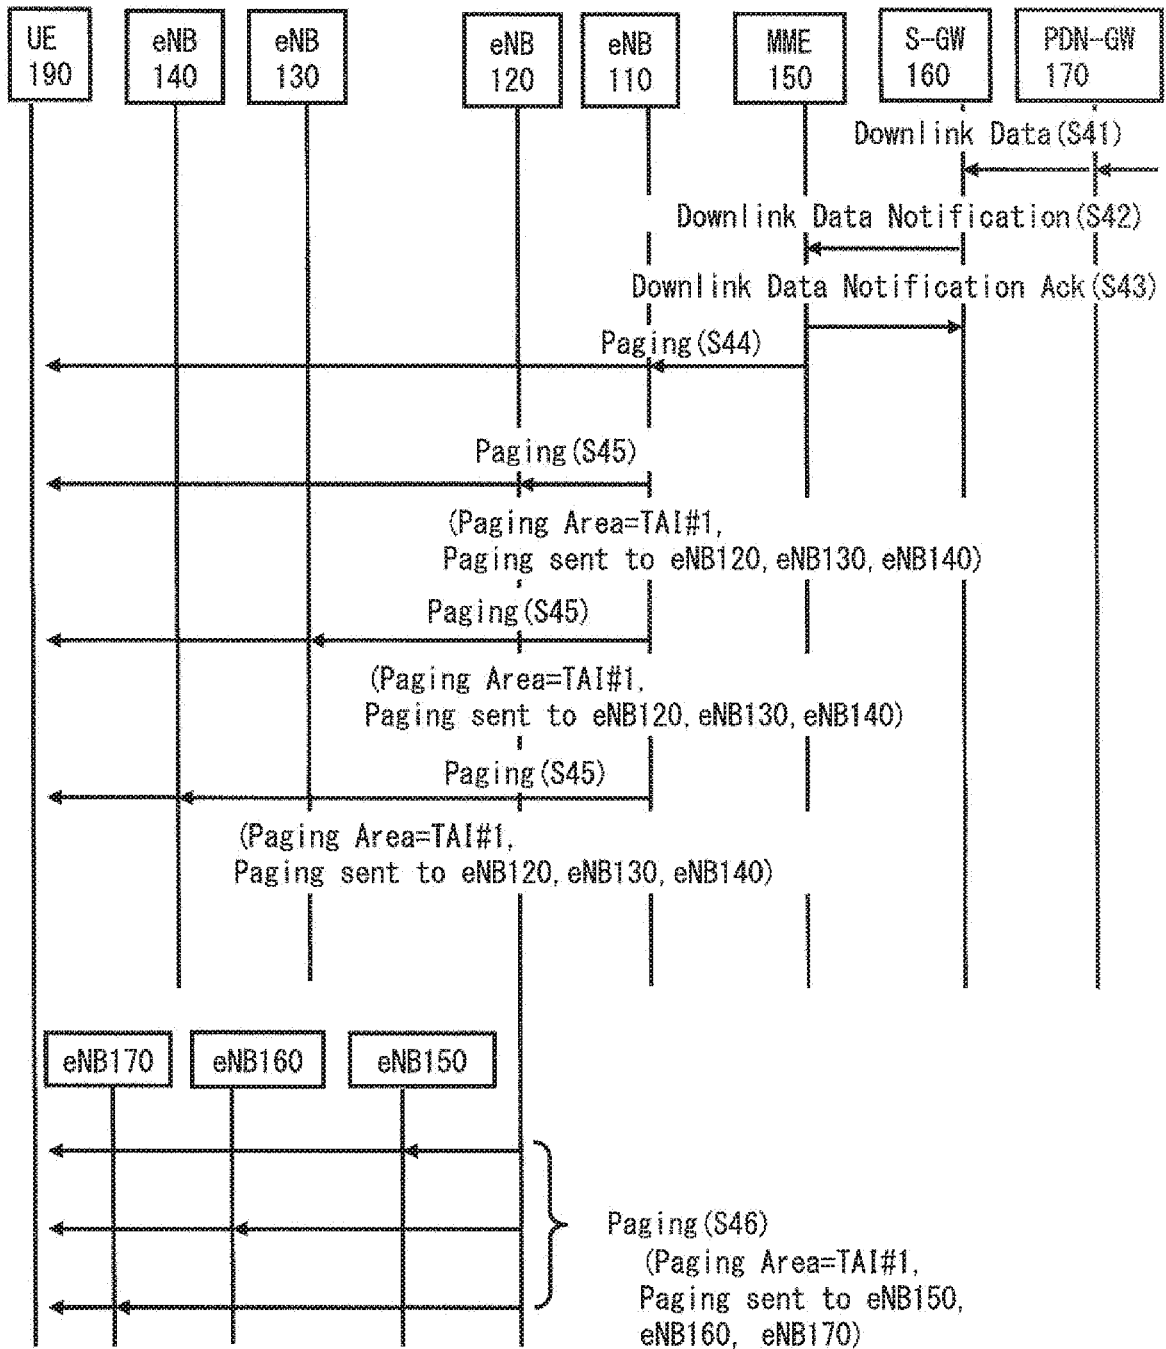 UE
190
eNB
140
eNB
130
eNB
120
eNB
110
MME
150
S-GW
160
PDN-GW
170
Downlink Data(S41)
Downlink Data Notification(S42)
Downlink Data Notification Ack(S43)
Paging(S44)
Paging(S45)
(Paging Area=TAI#1,
Paging sent to eNB120,eNB130,eNB140)
Paging(S45)
(Paging Area=TAI#1,
Paging sent to eNB120,eNB130,eNB140)
Paging(S45)
(Paging Area=TAI#1,
Paging sent to eNB120,eNB130,eNB140)
eNB170
eNB160
eNB150
Paging(S46)
(Paging Area=TAI#1,
Paging sent to eNB150,
eNB160, eNB170)